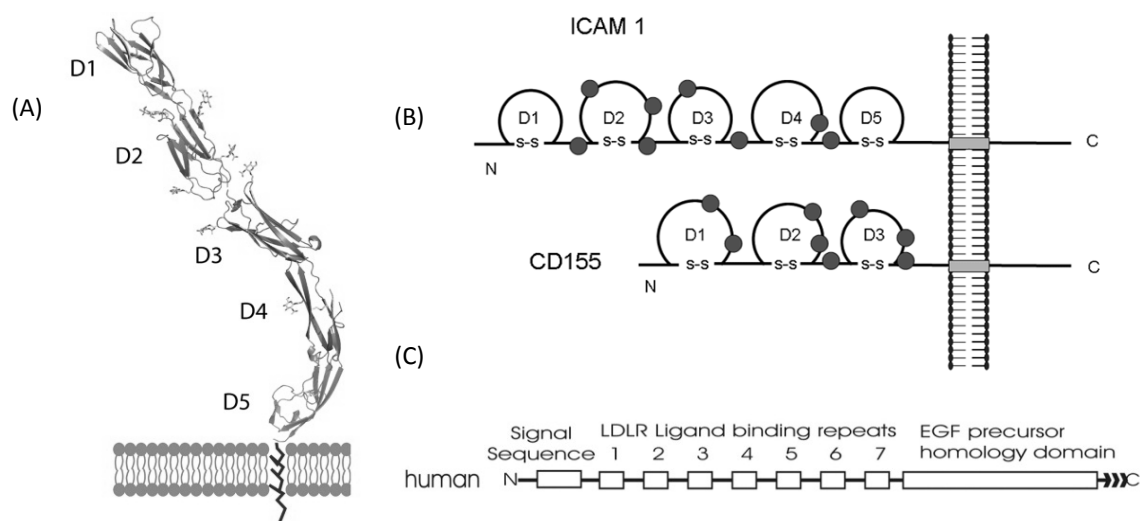 (A)
D1
D2
D3
D4
D5
ICAM 1
(B)
D1 D2 D3 D4 D5
S-S S-S S-S S-S S-S
N C
D1 D2 D3
CD155 S-S S-S S-S
N C
(C)
Signal LDLR Ligand binding repeats EGF precursor
Sequence 1 2 3 4 5 6 7 homology domain
human N C